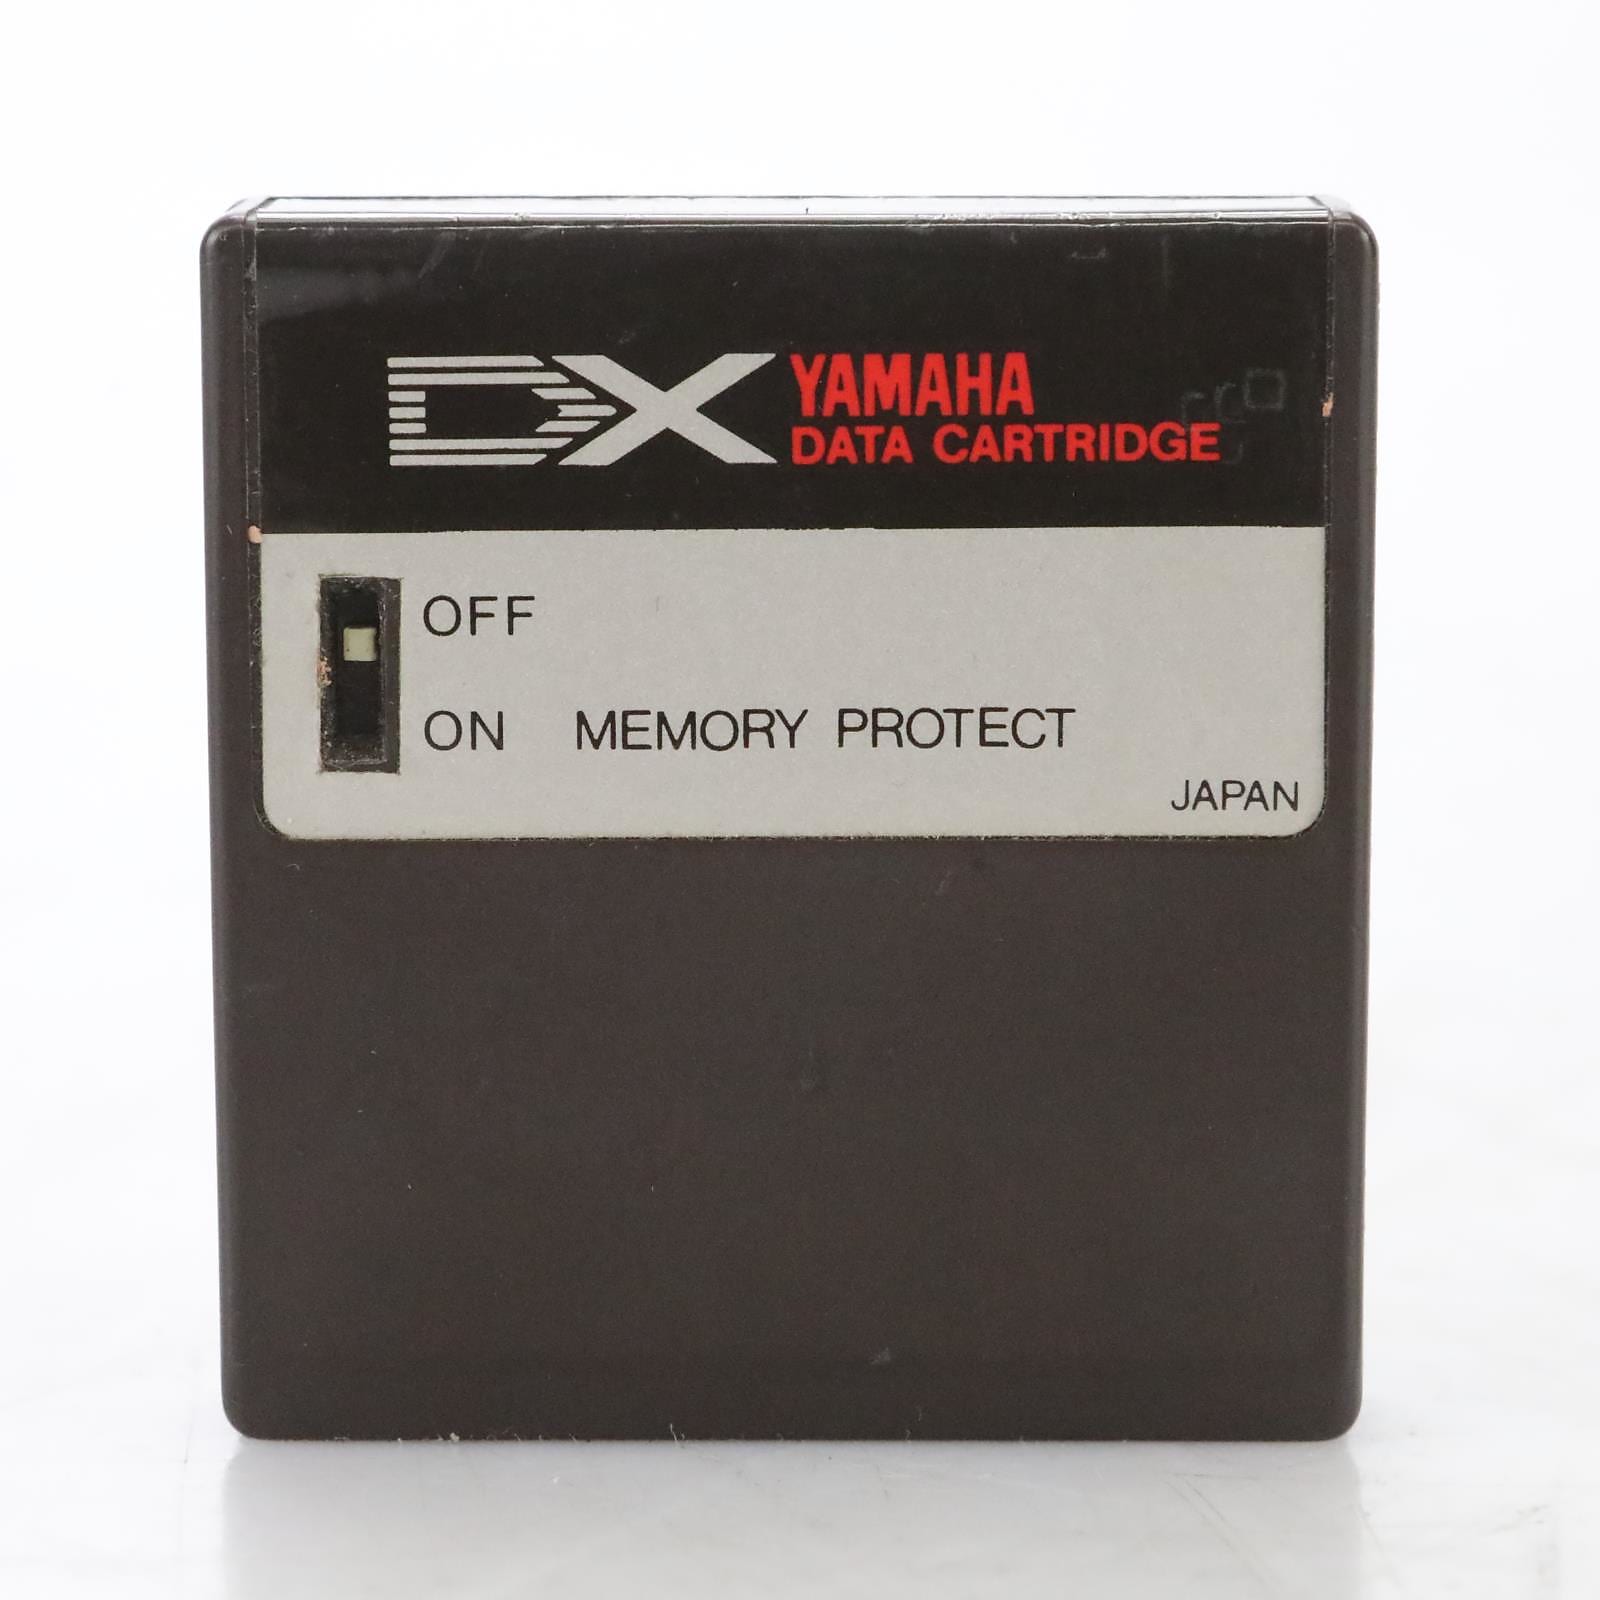 DX YAMAHA
DATA CARTRIDGE
OFF
ON MEMORY PROTECT
JAPAN